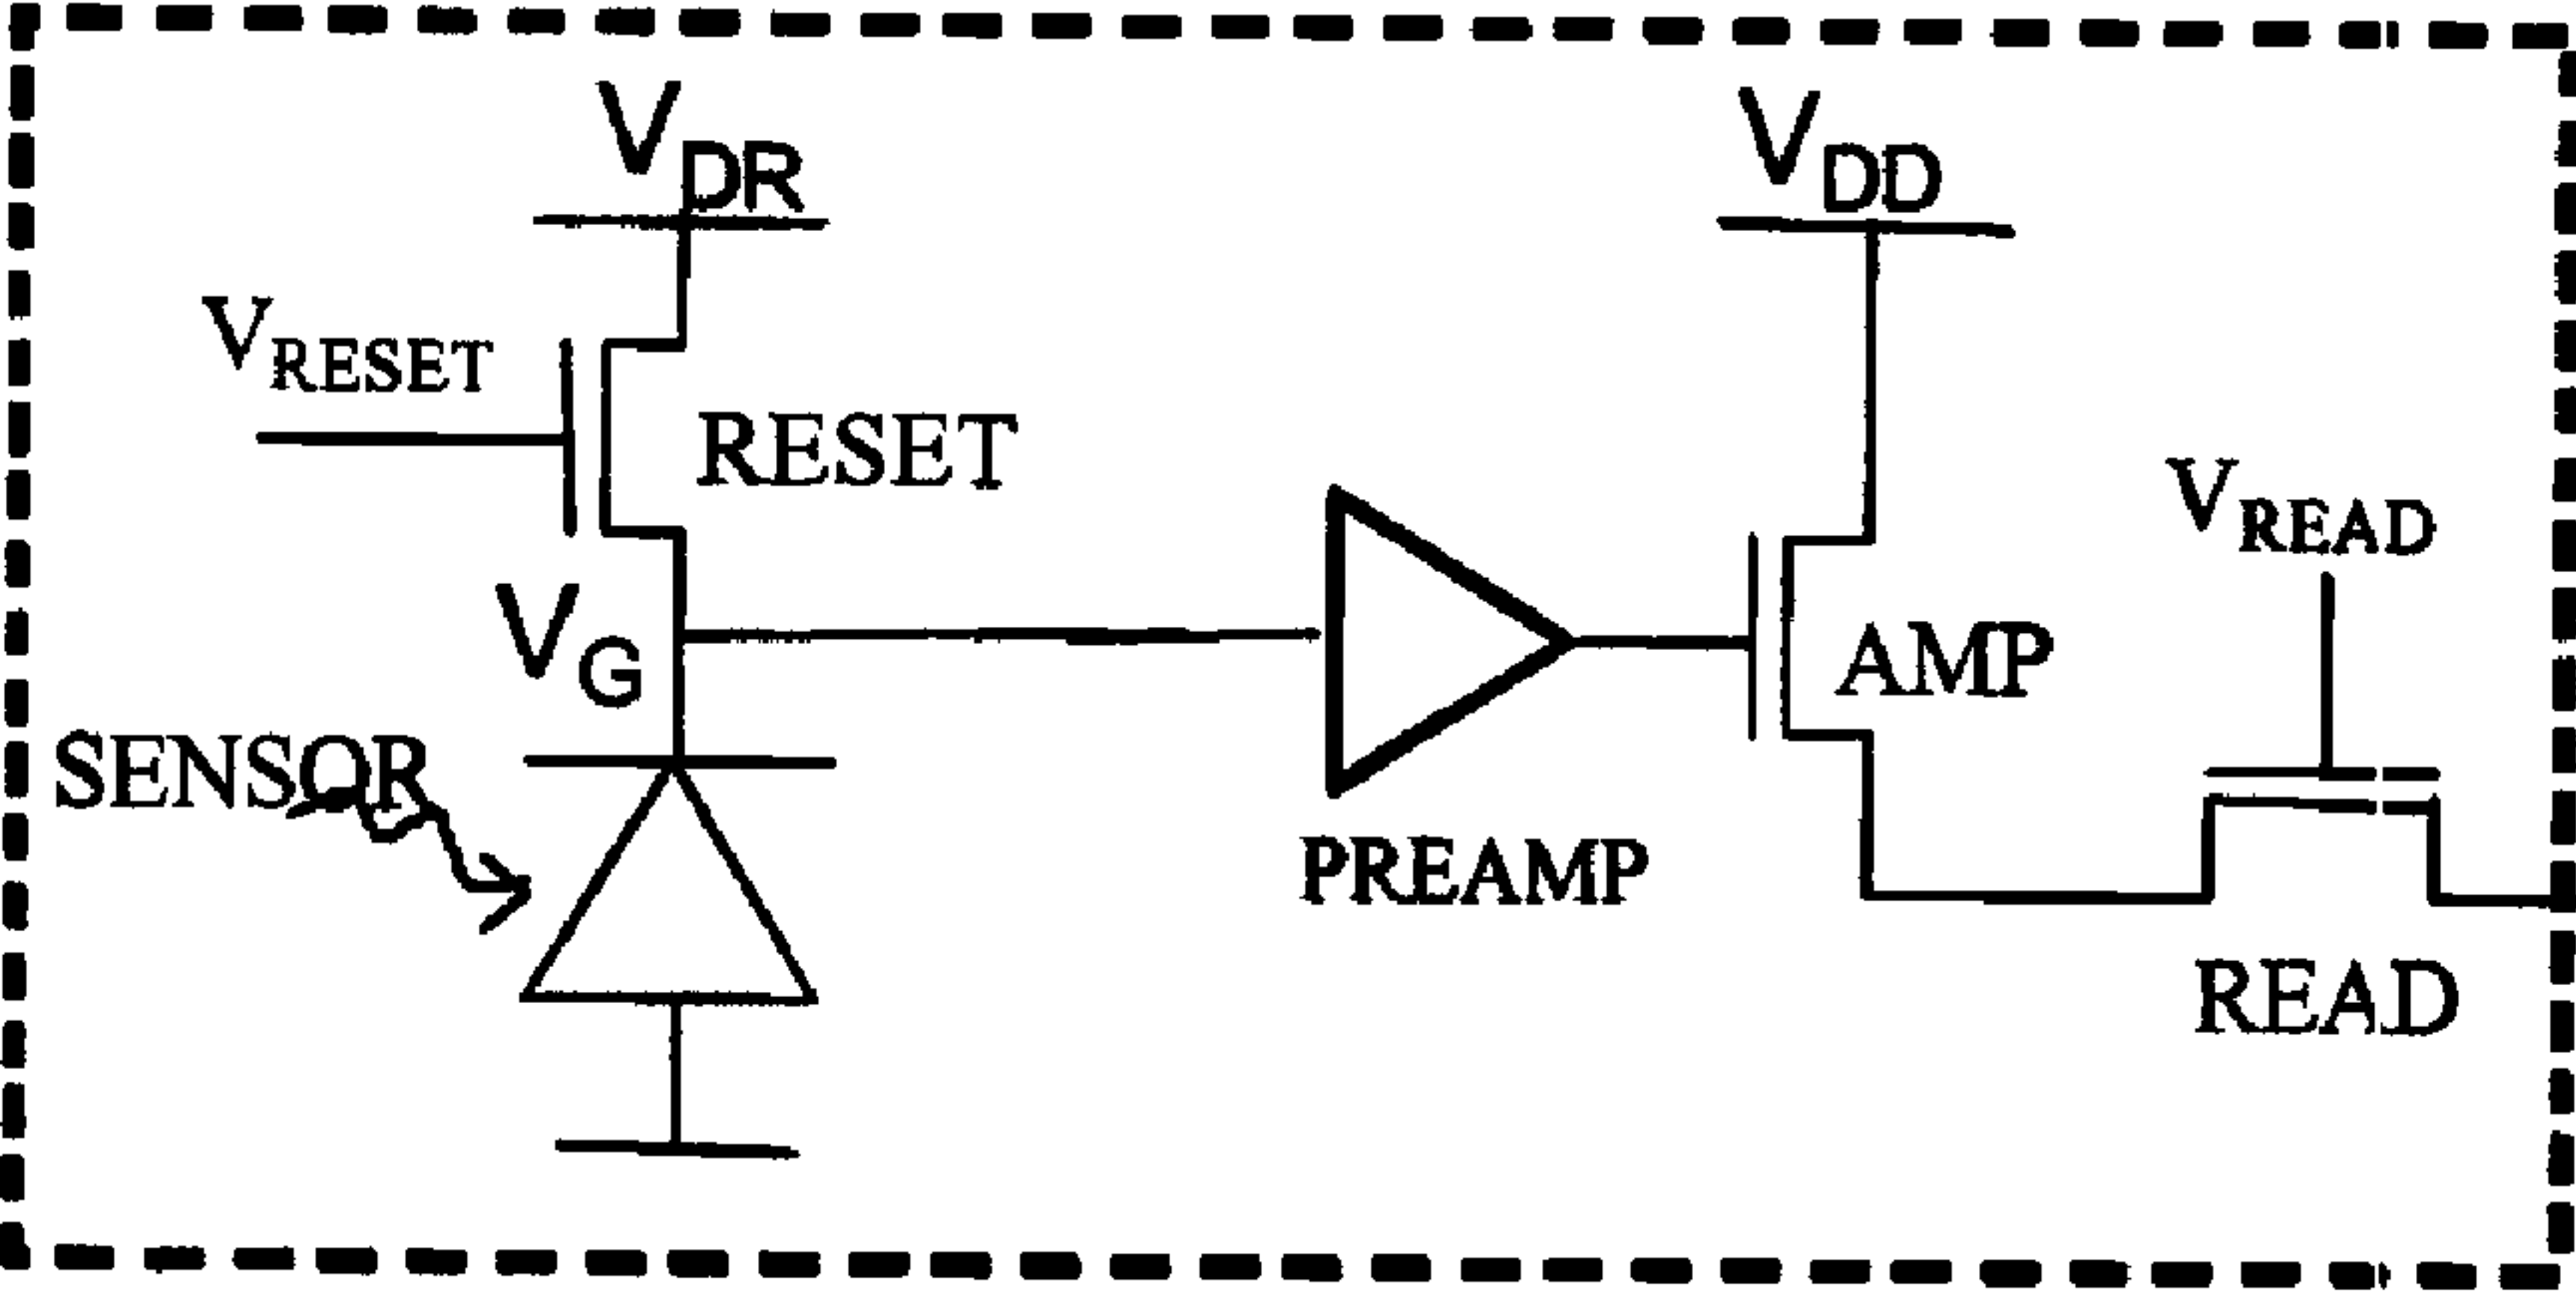 VDR
VDD
VRESET
RESET
VREAD
VG
AMP
SENSOR
PREAMP
READ